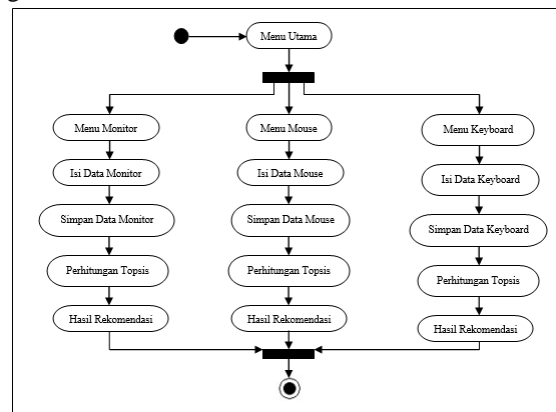 Menu Utama
Menu Monitor
Menu Mouse
Menu Keyboard
Isi Data Monitor
Isi Data Mouse
Isi Data Keyboard
Simpan Data Monitor
Simpan Data Mouse
Simpan Data Keyboard
Perhitungan Topsis
Perhitungan Topsis
Perhitungan Topsis
Hasil Rekomendasi
Hasil Rekomendasi
Hasil Rekomendasi